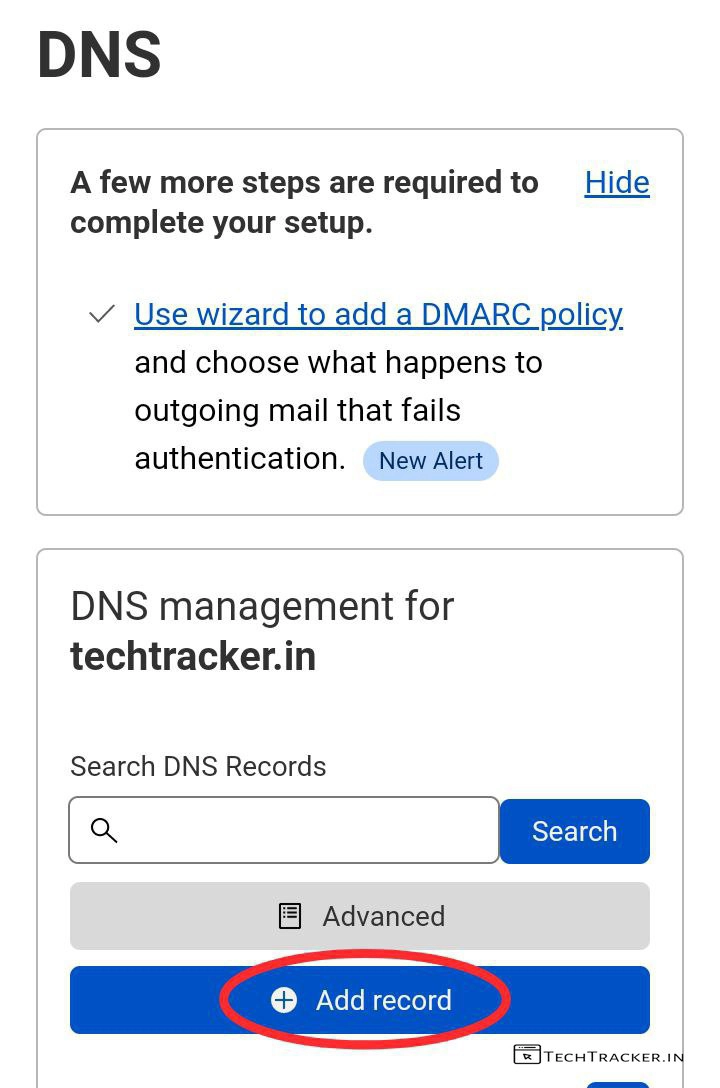 DNS
A few more steps are required to
Hide
complete your setup.
Use wizard to add a DMARC policy
and choose what happens to
outgoing mail that fails
authentication.
New Alert
DNS management for
techtracker.in
Search DNS Records
Search
Advanced
Add record
TECHTRACKER.IN